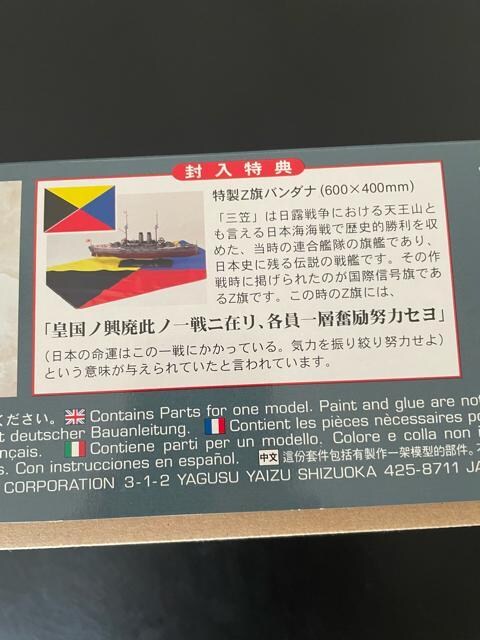 封入特典
特製Z旗バンダナ(600×400mm)
「三笠」は日露戦争における天王山と
も言える日本海海戦で歴史的勝利を収
めた、当時の連合艦隊の旗艦であり、
日本史に残る伝説の戦艦です。その作
戦時に掲げられたのが国際信号旗であ
るZ旗です。この時のZ旗には、
「皇国ノ興廃此ノ一戦ニ在リ、各員一層奮励努力セヨ」
(日本の命運はこの一戦にかかっている。気力を振り絞り努力せよ)
という意味が与えられていたと言われています。
ください。 Contains Parts for one model. Paint and glue are not
t deutscher Bauanleitung. Contient les pièces nècessaires po
nçais. Contiene parti per un modello. Colore e colla non i
s. Con instrucciones en español. 中文 這份套件包括有製作一架模型的部件。
CORPORATION 3-1-2 YAGUSU YAIZU SHIZUOKA 425-8711 JA